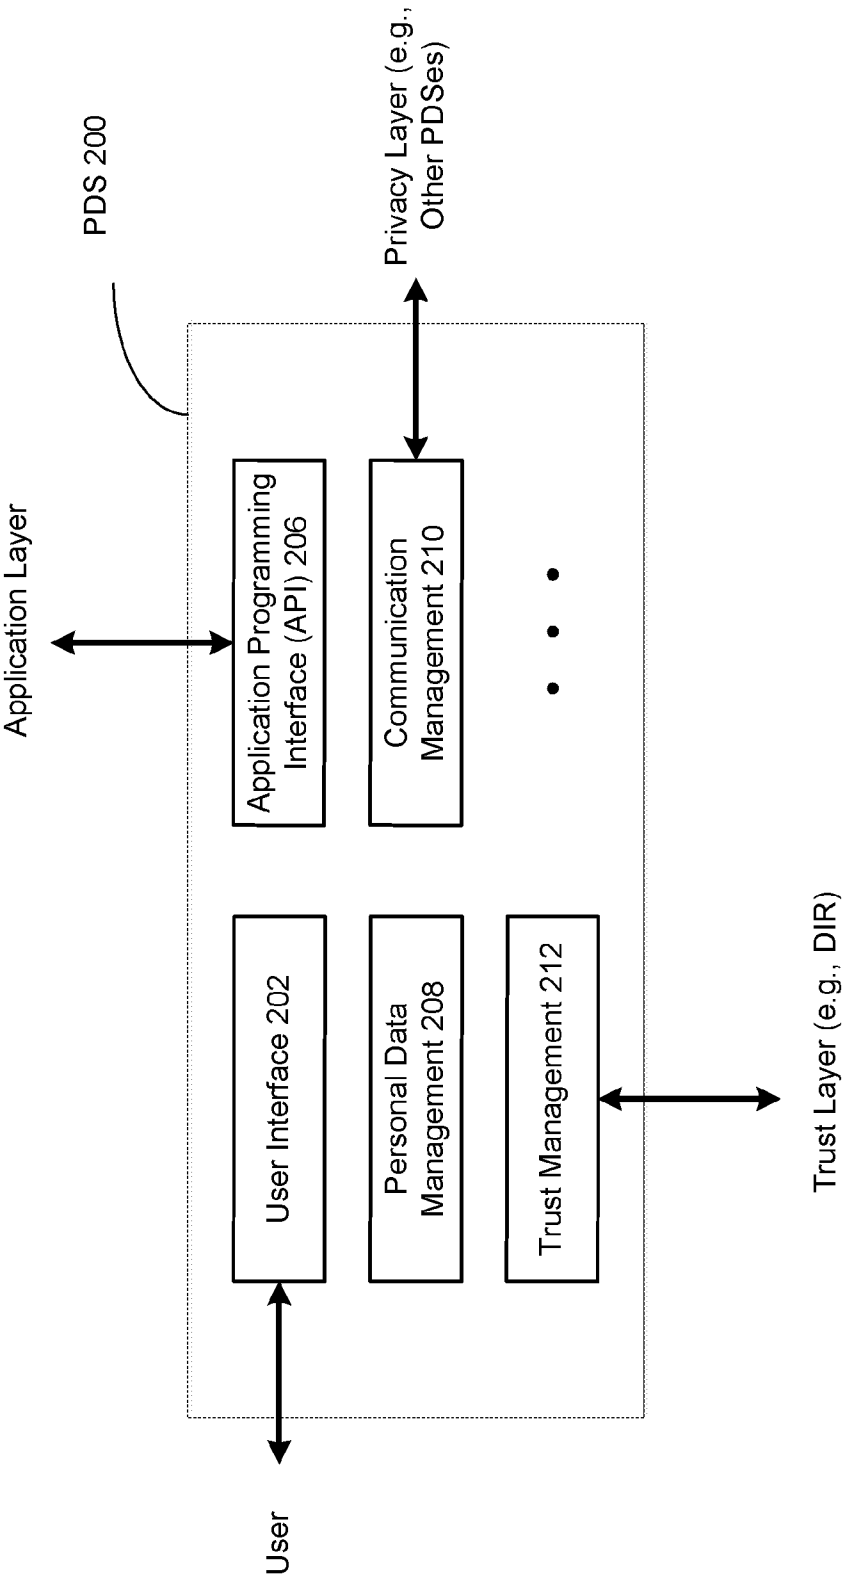 Application Layer
PDS 200
User
User Interface 202
Application Programming
Interface (API) 206
Personal Data
Management 208
Communication
Management 210
Privacy Layer (e.g.,
Other PDSes)
Trust Management 212
Trust Layer (e.g., DIR)